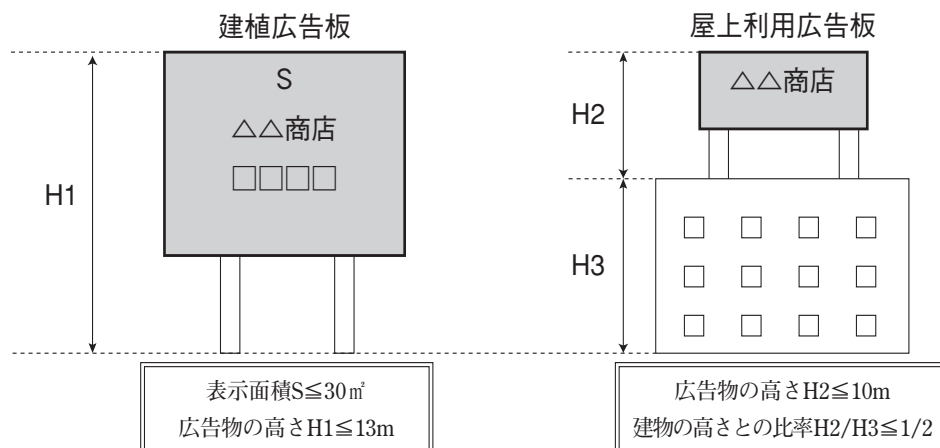 建植広告板
S
△△商店
□□□□
H1
表示面積S≦30㎡
広告物の高さH1≦13m
屋上利用広告板
△△商店
H2
H3
広告物の高さH2≦10m
建物の高さとの比率H2/H3≦1/2